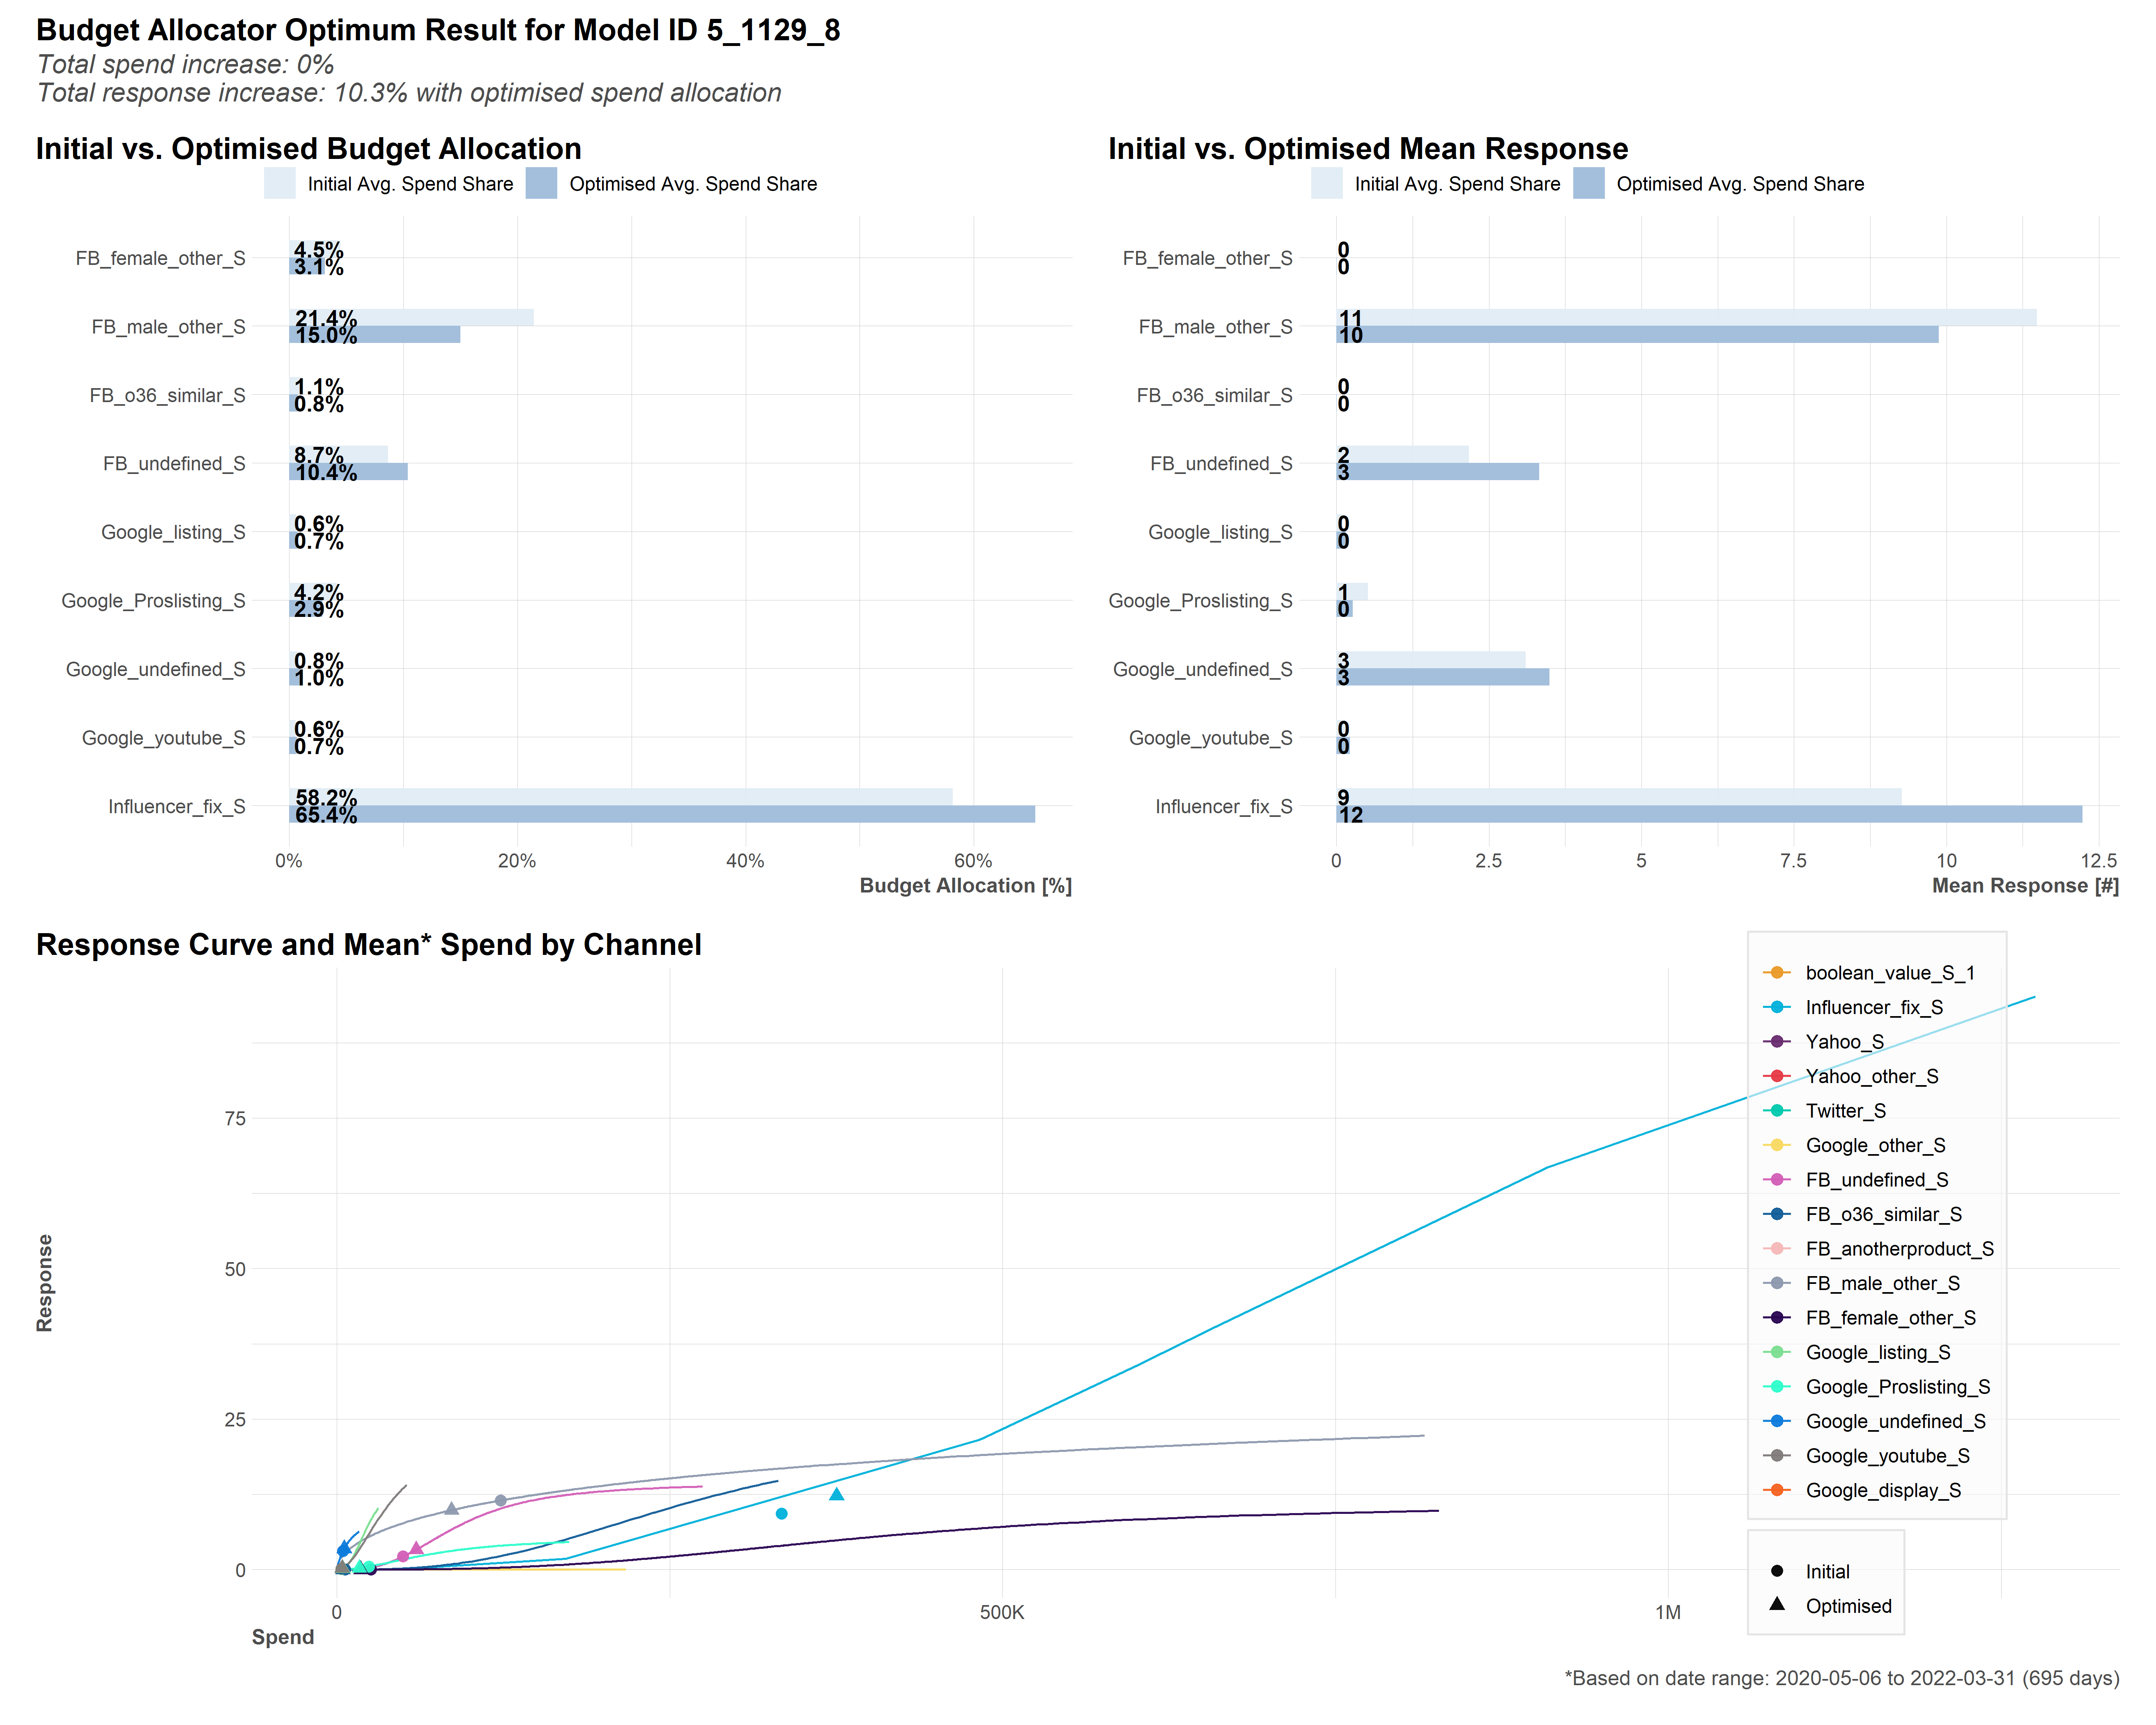 Budget Allocator Optimum Result for Model ID 5_1129_8
Total spend increase: 0%
Total response increase: 10.3% with optimised spend allocation
Initial vs. Optimised Budget Allocation
Initial Avg. Spend Share
Optimised Avg. Spend Share
FB_female_other_S
4.5%
3.1%
FB_male_other_S
21.4%
15.0%
FB_o36_similar_S
1.1%
0.8%
FB_undefined_S
8.7%
10.4%
Google_listing_S
0.6%
0.7%
Google_Proslisting_S
4.2%
2.9%
Google_undefined_S
0.8%
1.0%
Google_youtube_S
0.6%
0.7%
Influencer_fix_S
58.2%
65.4%
0% 20% 40% 60%
Budget Allocation [%]
Initial vs. Optimised Mean Response
Initial Avg. Spend Share
Optimised Avg. Spend Share
FB_female_other_S
0
0
FB_male_other_S
11
10
FB_o36_similar_S
0
0
FB_undefined_S
2
3
Google_listing_S
0
0
Google_Proslisting_S
1
0
Google_undefined_S
3
3
Google_youtube_S
0
0
Influencer_fix_S
9
12
0 2.5 5 7.5 10 12.5
Mean Response [#]
Response Curve and Mean* Spend by Channel
Response
75
50
25
0
0 500K 1M
Spend
boolean_value_S_1
Influencer_fix_S
Yahoo_S
Yahoo_other_S
Twitter_S
Google_other_S
FB_undefined_S
FB_o36_similar_S
FB_anotherproduct_S
FB_male_other_S
FB_female_other_S
Google_listing_S
Google_Proslisting_S
Google_undefined_S
Google_youtube_S
Google_display_S
Initial
Optimised
*Based on date range: 2020-05-06 to 2022-03-31 (695 days)